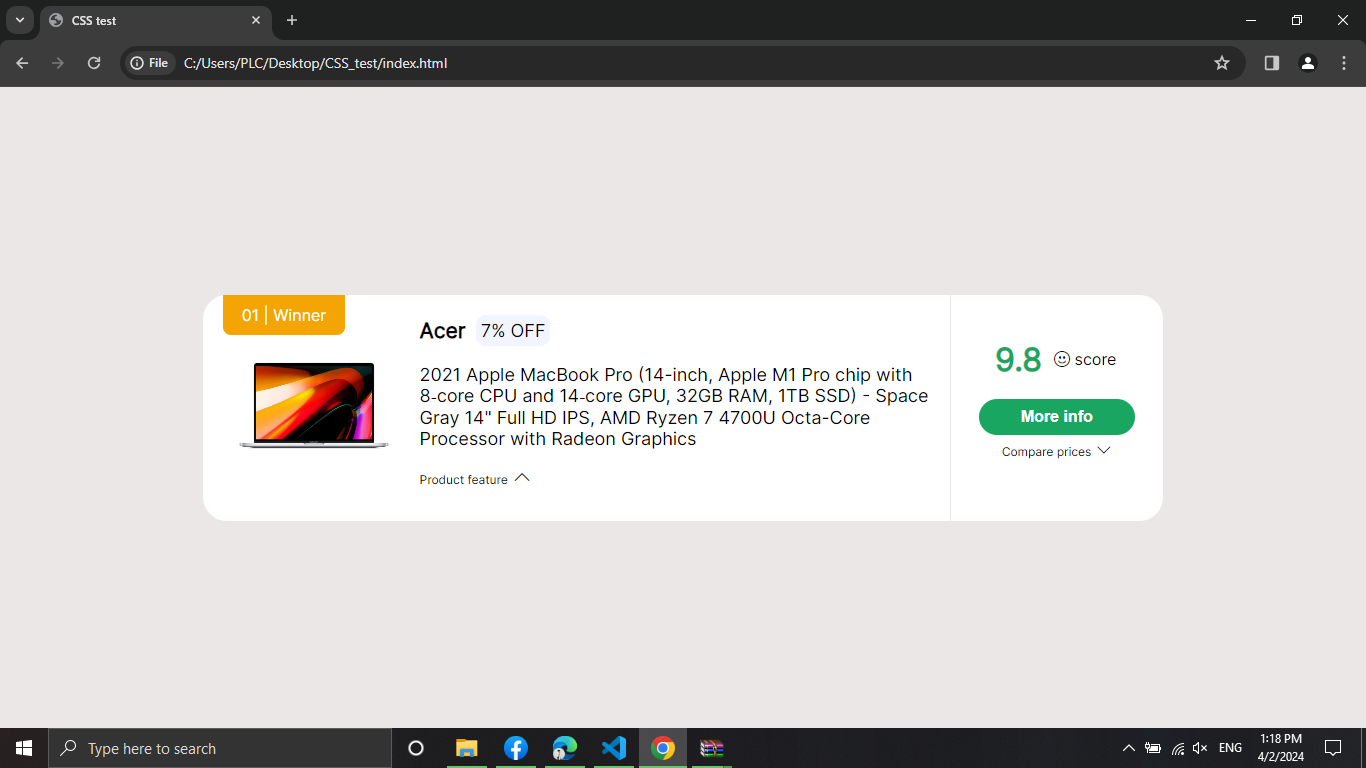 CSS test
File
C:/Users/PLC/Desktop/CSS_test/index.html
01 | Winner
Acer 7% OFF
2021 Apple MacBook Pro (14-inch, Apple M1 Pro chip with
8-core CPU and 14-core GPU, 32GB RAM, 1TB SSD) - Space
Gray 14" Full HD IPS, AMD Ryzen 7 4700U Octa-Core
Processor with Radeon Graphics
Product feature
9.8 score
More info
Compare prices
Type here to search
ENG
1:18 PM
4/2/2024